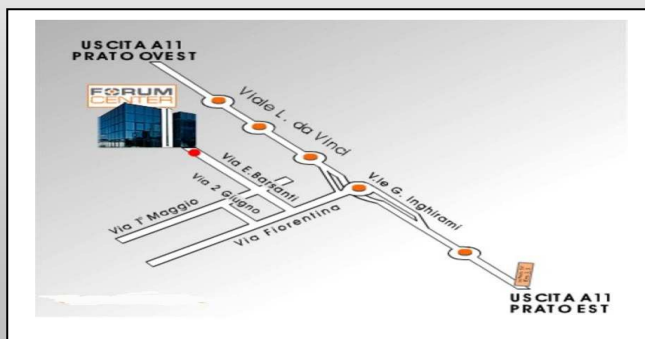 USCITA A11
PRATO OVEST
FORUM
CENTER
Viale L. da Vinci
Via E. Barsanti
V.le G. Inghirami
Via 2 Giugno
Via 1° Maggio
Via Fiorentina
USCITA A11
PRATO EST